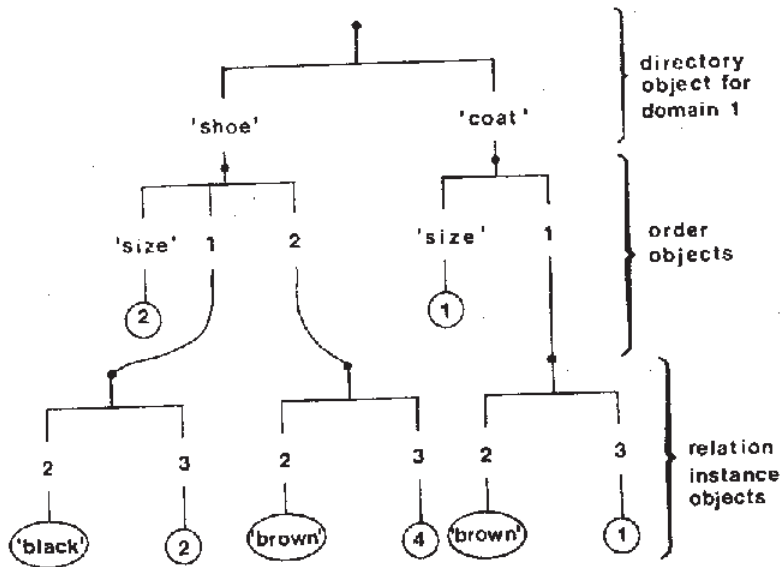 directory
object for
domain 1
'shoe' 'coat'
'size' 1 2 'size' 1
order
objects
2 1
2 3 2 3 2 3
relation
instance
objects
'black' 2 'brown' 4 'brown' 1